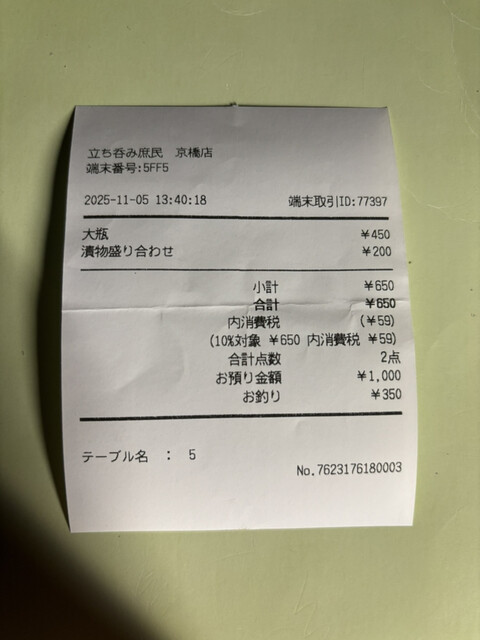 立ち呑み庶民 京橋店
端末番号:5FF5
2025-11-05 13:40:18 端末取引ID:77397
大瓶 ¥450
漬物盛り合わせ ¥200
小計 ¥650
合計 ¥650
内消費税 (¥59)
(10%対象 ¥650 内消費税 ¥59)
合計点数 2点
お預り金額 ¥1,000
お釣り ¥350
テーブル名 : 5
No.7623176180003